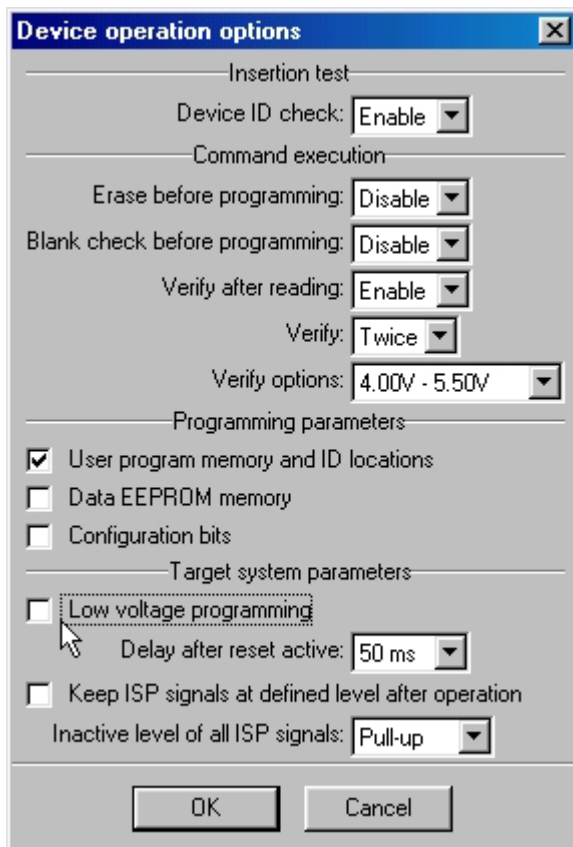 Device operation options
Insertion test
Device ID check: Enable
Command execution
Erase before programming: Disable
Blank check before programming: Disable
Verify after reading: Enable
Verify: Twice
Verify options: 4.00V - 5.50V
Programming parameters
User program memory and ID locations
Data EEPROM memory
Configuration bits
Target system parameters
Low voltage programming
Delay after reset active: 50 ms
Keep ISP signals at defined level after operation
Inactive level of all ISP signals: Pull-up
OK Cancel